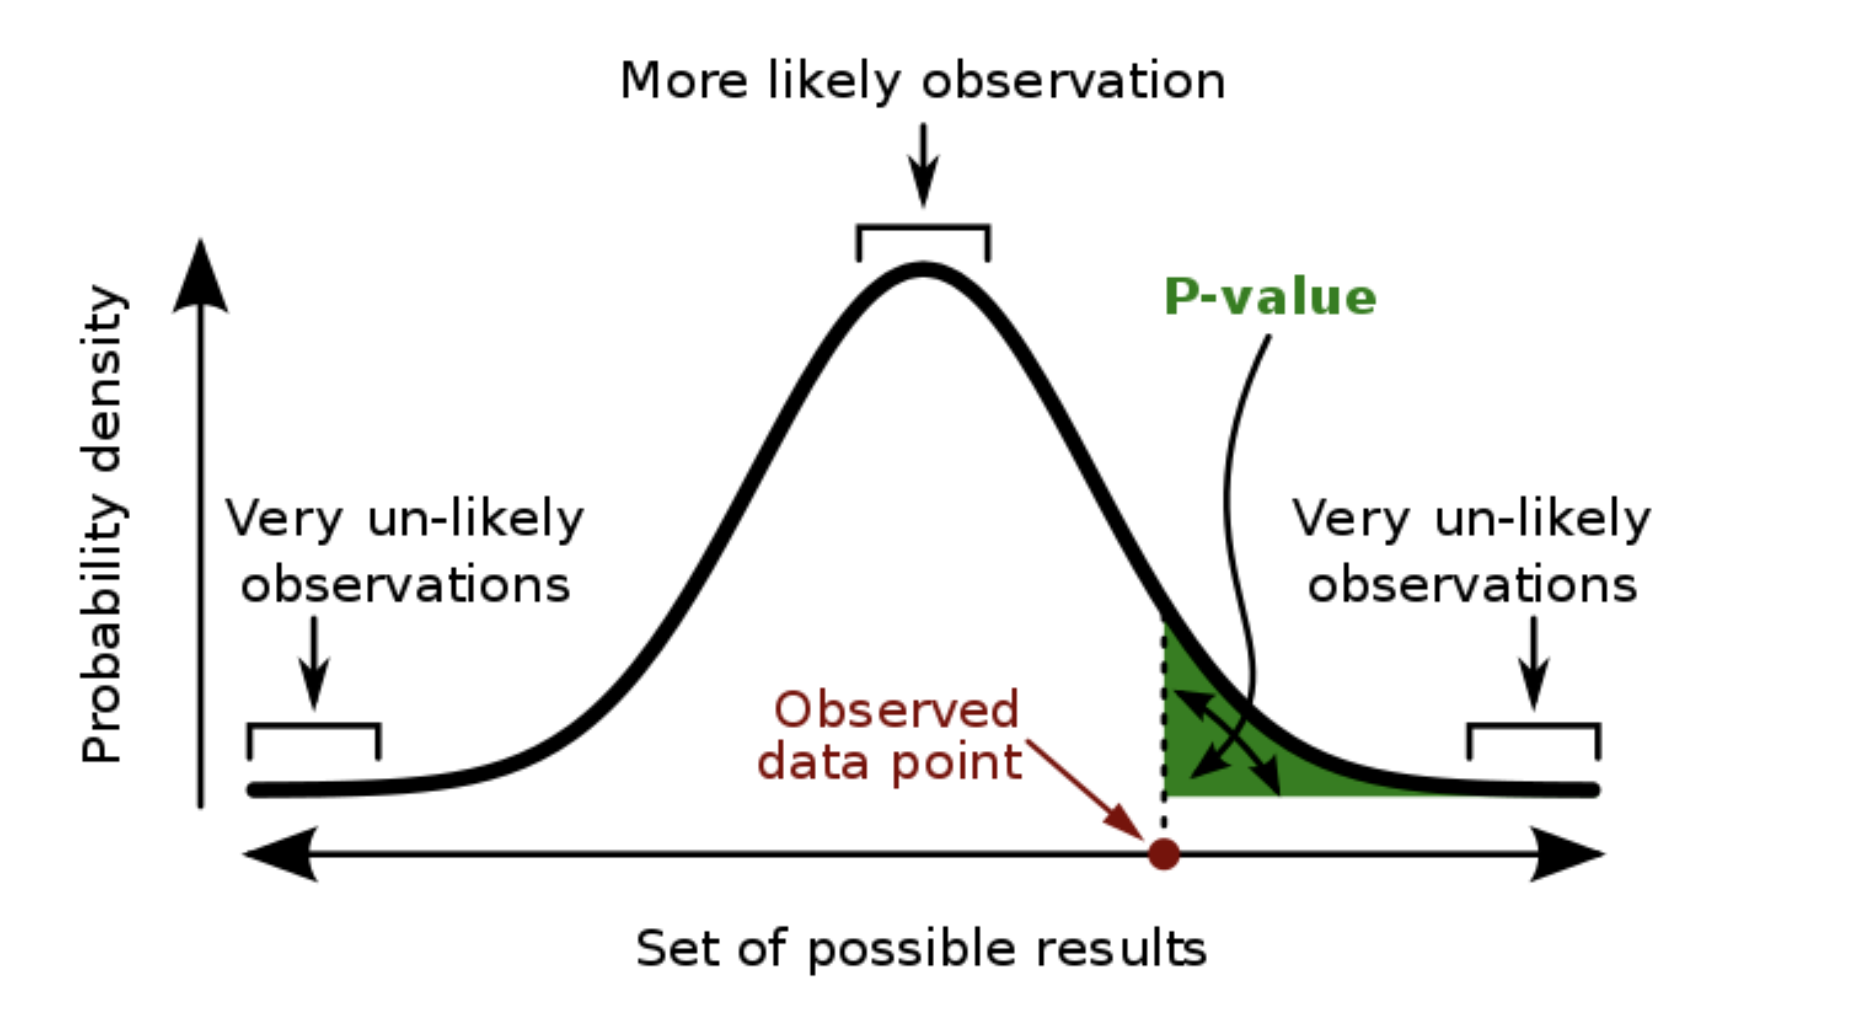 More likely observation
P-value
Probability density
Very un-likely
observations
Very un-likely
observations
Observed
data point
Set of possible results